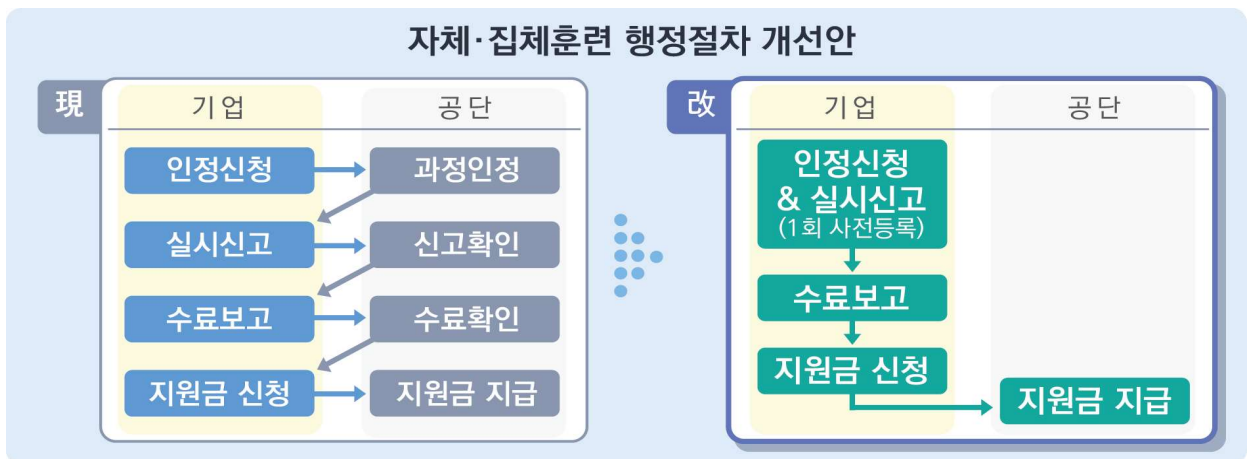 자체·집체훈련 행정절차 개선안
現
기업
공단
인정신청
과정인정
실시신고
신고확인
수료보고
수료확인
지원금 신청
지원금 지급
改
기업
공단
인정신청
& 실시신고
(1회 사전등록)
수료보고
지원금 신청
지원금 지급